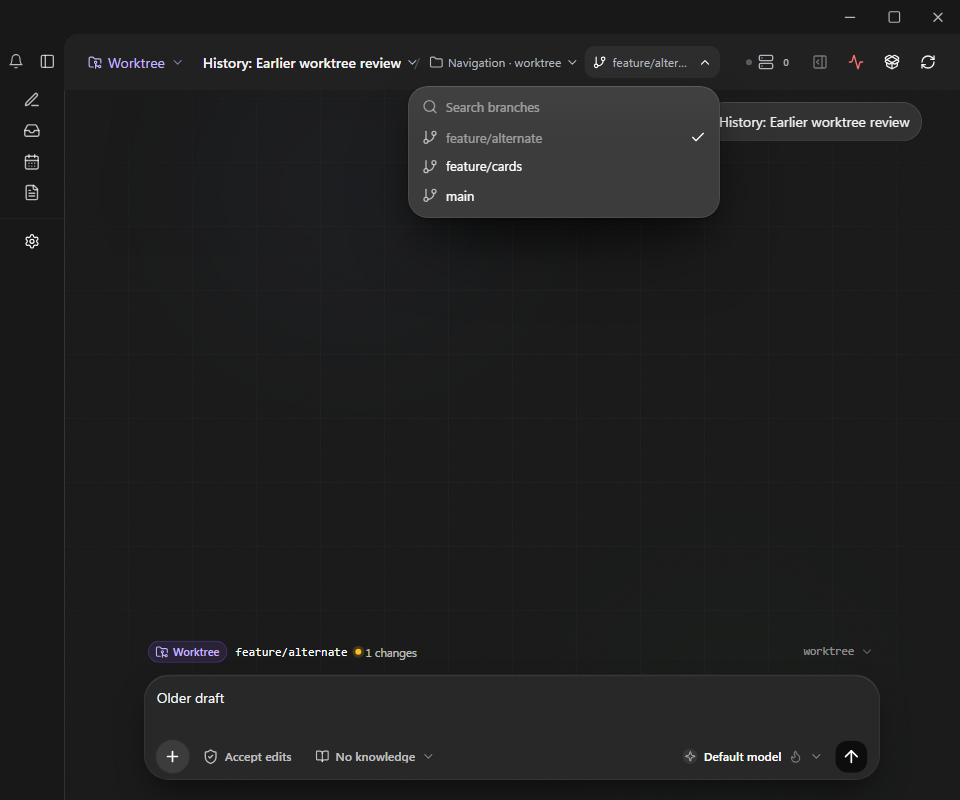 Worktree
History: Earlier worktree review
/
Navigation · worktree
feature/alter...
0
Search branches
feature/alternate
feature/cards
main
History: Earlier worktree review
Worktree
feature/alternate
1 changes
worktree
Older draft
Accept edits
No knowledge
Default model